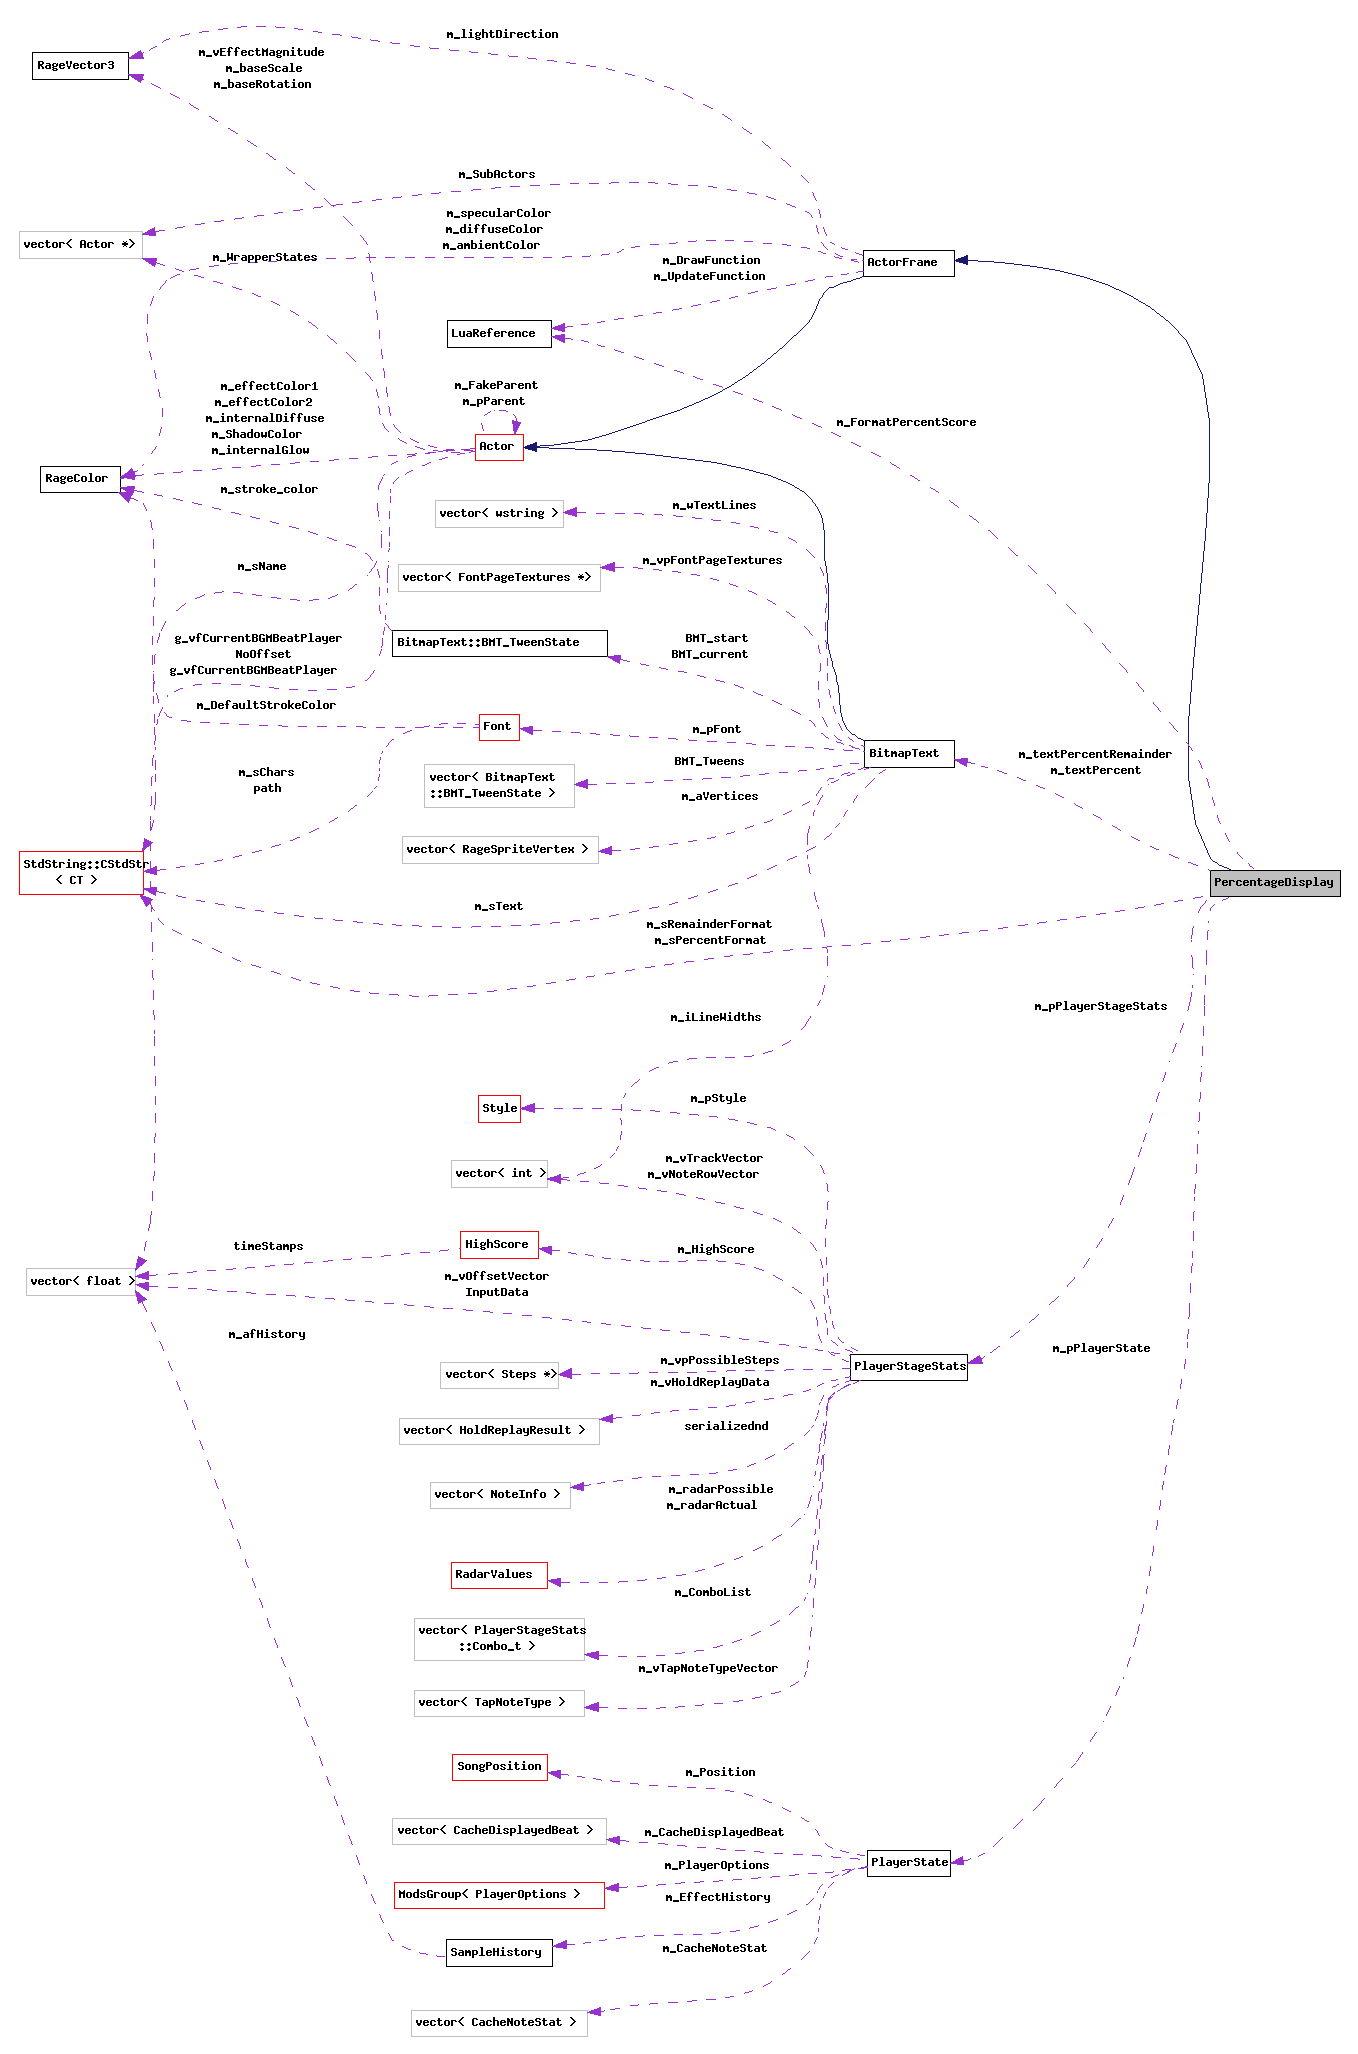 m_lightDirection
RageVector3
m_vEffectMagnitude
m_baseScale
m_baseRotation
m_SubActors
vector< Actor *>
m_specularColor
m_diffuseColor
m_ambientColor
m_WrapperStates
m_DrawFunction
m_UpdateFunction
ActorFrame
LuaReference
m_effectColor1
m_effectColor2
m_internalDiffuse
m_ShadowColor
m_internalGlow
m_FakeParent
m_pParent
Actor
m_FormatPercentScore
RageColor
m_stroke_color
vector< wstring >
m_wTextLines
m_sName
vector< FontPageTextures *>
m_vpFontPageTextures
g_vfCurrentBGMBeatPlayer
NoOffset
g_vfCurrentBGMBeatPlayer
BitmapText::BMT_TweenState
BMT_start
BMT_current
m_DefaultStrokeColor
Font
m_pFont
BitmapText
m_textPercentRemainder
m_textPercent
m_sChars
path
vector< BitmapText
::BMT_TweenState >
BMT_Tweens
m_aVertices
vector< RageSpriteVertex >
StdString::CStdStr
< CT >
PercentageDisplay
m_sText
m_sRemainderFormat
m_sPercentFormat
m_iLineWidths
m_pPlayerStageStats
Style
m_pStyle
vector< int >
m_vTrackVector
m_vNoteRowVector
timeStamps
HighScore
m_HighScore
vector< float >
m_vOffsetVector
InputData
m_afHistory
m_pPlayerState
vector< Steps *>
m_vpPossibleSteps
PlayerStageStats
m_vHoldReplayData
vector< HoldReplayResult >
serializednd
vector< NoteInfo >
m_radarPossible
m_radarActual
RadarValues
m_ComboList
vector< PlayerStageStats
::Combo_t >
m_vTapNoteTypeVector
vector< TapNoteType >
SongPosition
m_Position
vector< CacheDisplayedBeat >
m_CacheDisplayedBeat
PlayerState
m_PlayerOptions
ModsGroup< PlayerOptions >
m_EffectHistory
SampleHistory
m_CacheNoteStat
vector< CacheNoteStat >